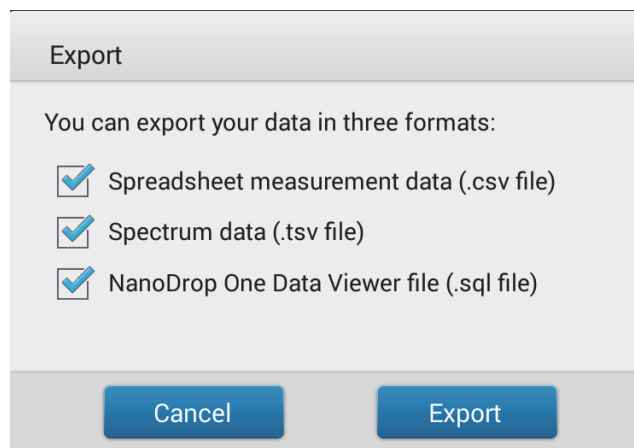 Export
You can export your data in three formats:
Spreadsheet measurement data (.csv file)
Spectrum data (.tsv file)
NanoDrop One Data Viewer file (.sql file)
Cancel
Export